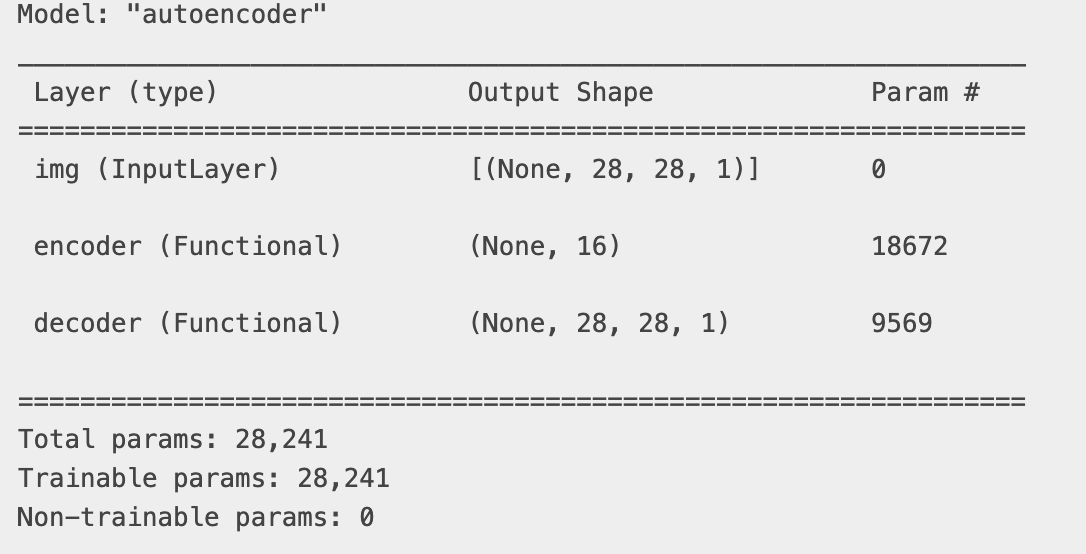 Model: "autoencoder"
_________________________________________________________________
Layer (type)                Output Shape              Param #
=================================================================
img (InputLayer)            [(None, 28, 28, 1)]       0
encoder (Functional)        (None, 16)                18672
decoder (Functional)        (None, 28, 28, 1)         9569
=================================================================
Total params: 28,241
Trainable params: 28,241
Non-trainable params: 0